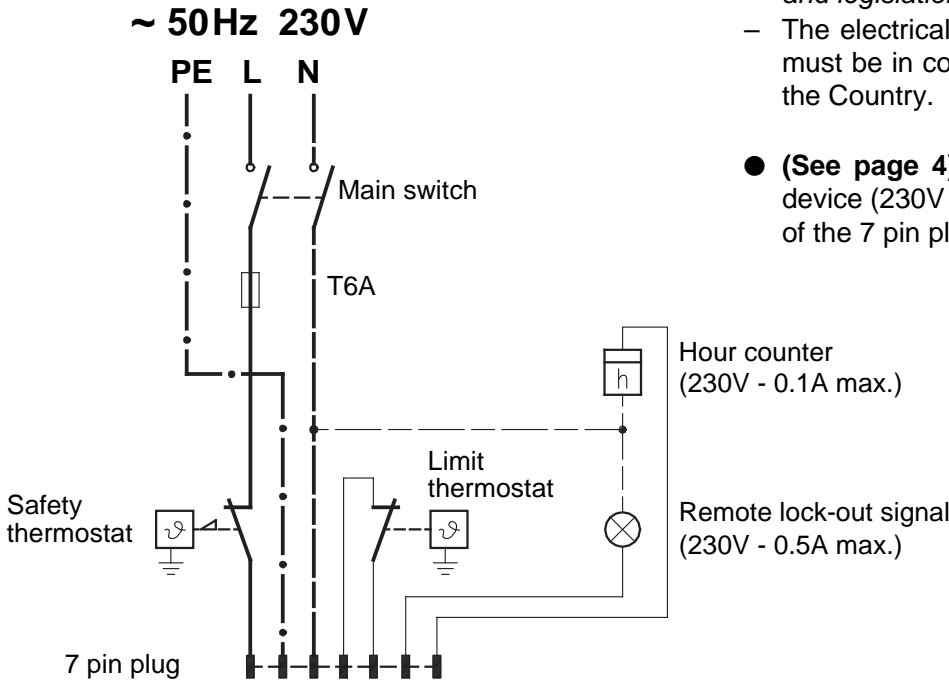 ~ 50Hz 230V
PE L N
Main switch
T6A
Hour counter
(230V - 0.1A max.)
h
Limit
thermostat
Safety
thermostat
ϑ
ϑ
Remote lock-out signal
(230V - 0.5A max.)
7 pin plug
and legislation
– The electrical
must be in co
the Country.
● (See page 4)
device (230V
of the 7 pin pl